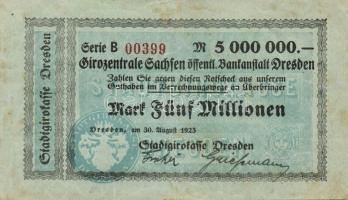 Stadtgirokasse Dresden
Serie B 00399 M 5 000 000.—
Girozentrale Sachsen öffentl. Bankanstalt Dresden
Zahlen Sie gegen diesen Notscheck aus unserem
Guthaben im Verrechnungswege an Überbringer
Mark Fünf Millionen
Dresden, am 30. August 1923
Stadtgirokasse Dresden